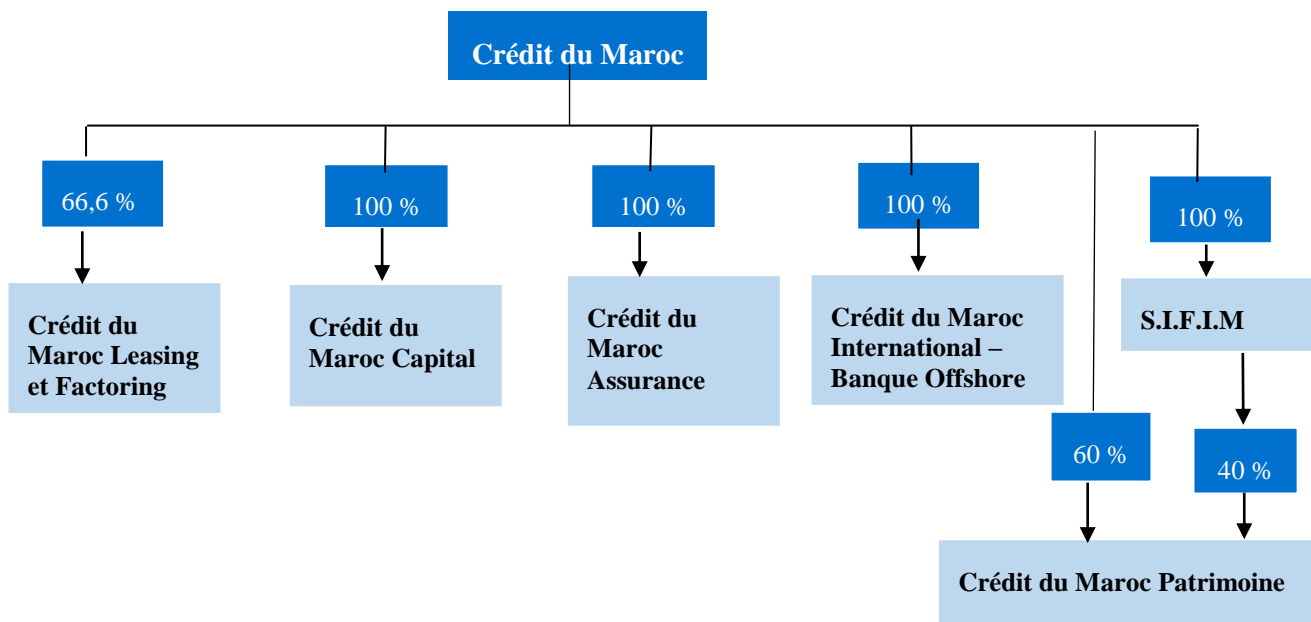 Crédit du Maroc
66,6 %
100 %
100 %
100 %
100 %
Crédit du
Maroc Leasing
et Factoring
Crédit du
Maroc Capital
Crédit du
Maroc
Assurance
Crédit du Maroc
International –
Banque Offshore
S.I.F.I.M
60 %
40 %
Crédit du Maroc Patrimoine